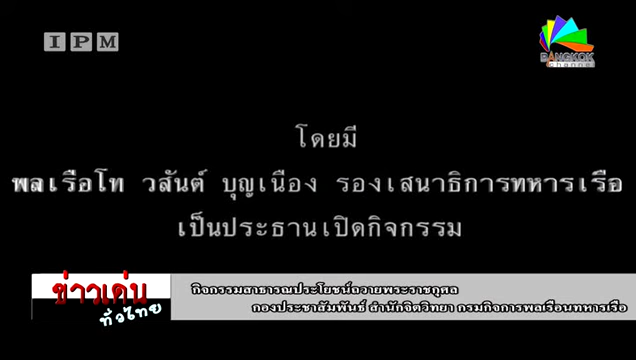 IPM
BANGKOK
channel
โดยมี
พลเรือโท วสันต์ บุญเนือง รองเสนาธิการทหารเรือ
เป็นประธานเปิดกิจกรรม
ข่าวเด่น
ทั่วไทย
กิจกรรมสาธารณประโยชน์ถวายพระราชกุศล
กองประชาสัมพันธ์ สำนักจิตวิทยา กรมกิจการพลเรือนทหารเรือ